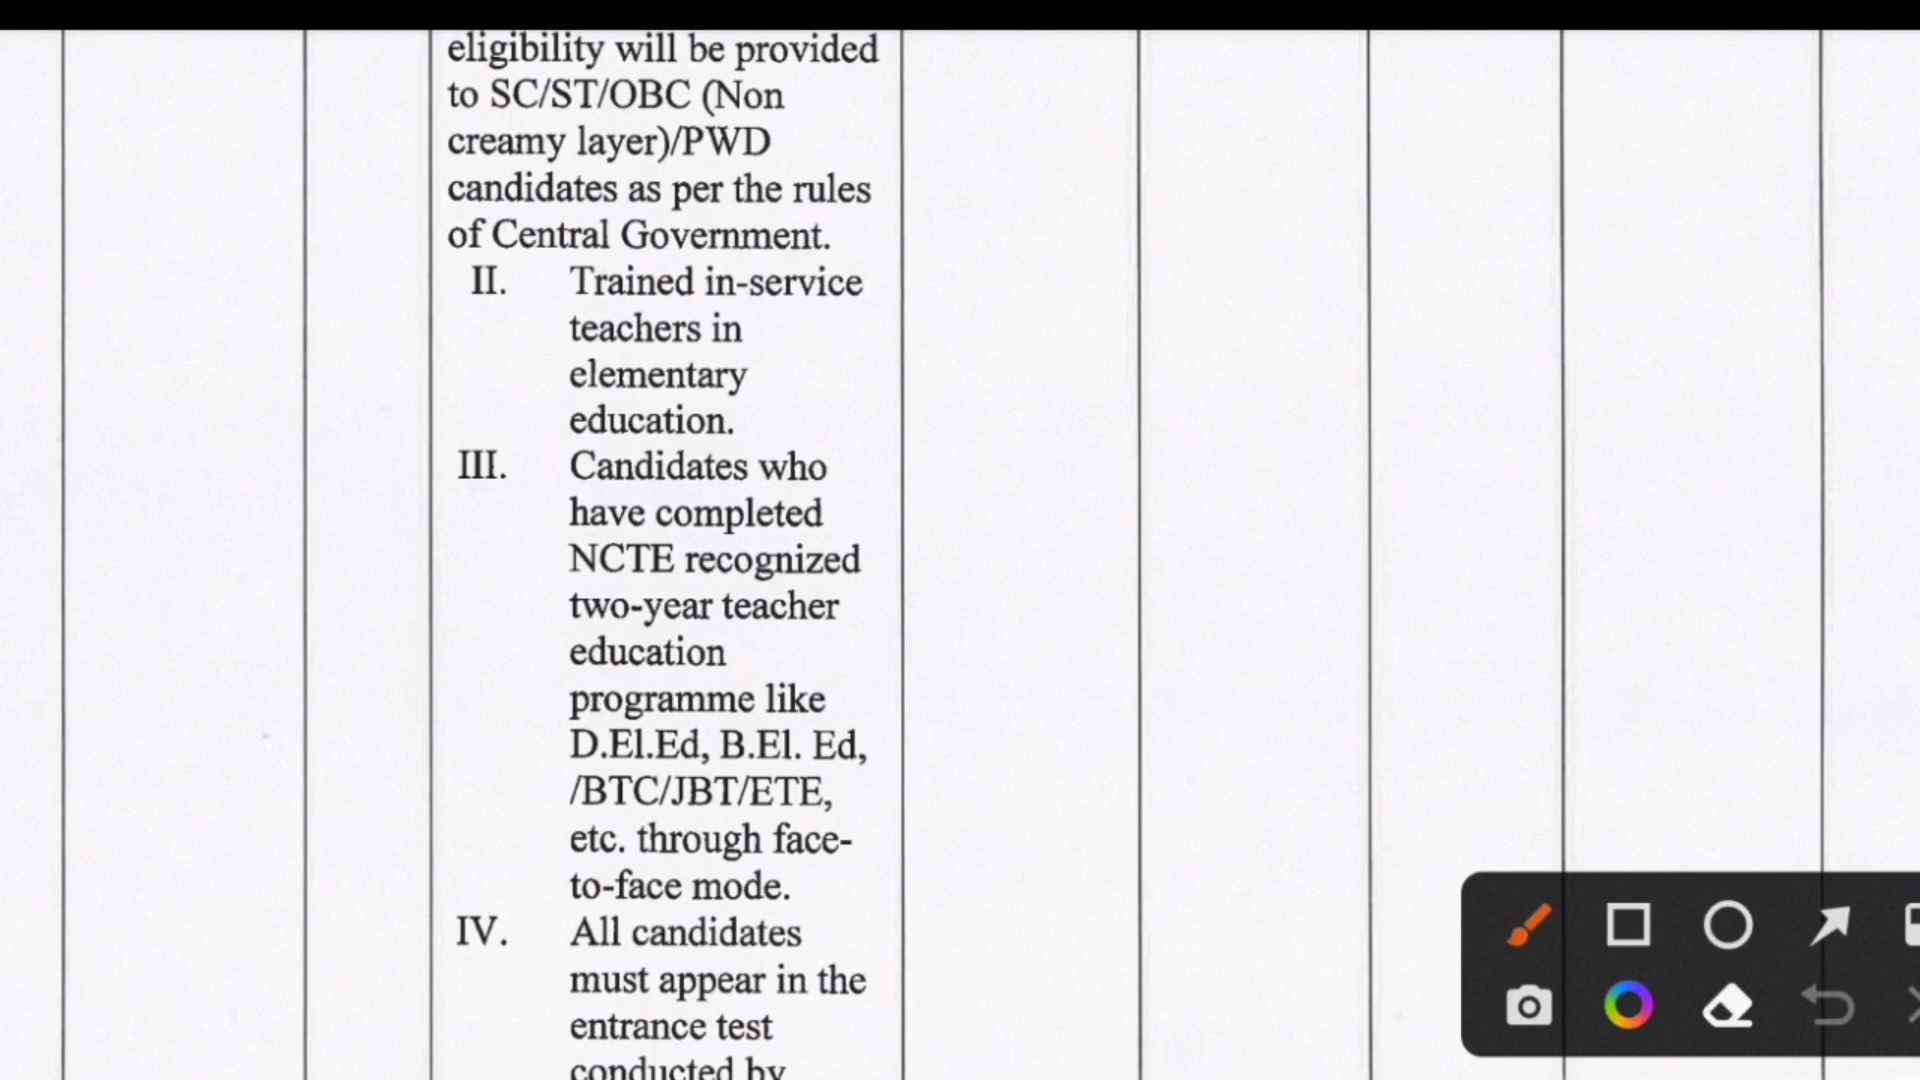 eligibility will be provided
to SC/ST/OBC (Non
creamy layer)/PWD
candidates as per the rules
of Central Government.
II. Trained in-service
teachers in
elementary
education.
III. Candidates who
have completed
NCTE recognized
two-year teacher
education
programme like
D.El.Ed, B.El. Ed,
/BTC/JBT/ETE,
etc. through face-
to-face mode.
IV. All candidates
must appear in the
entrance test
conducted by